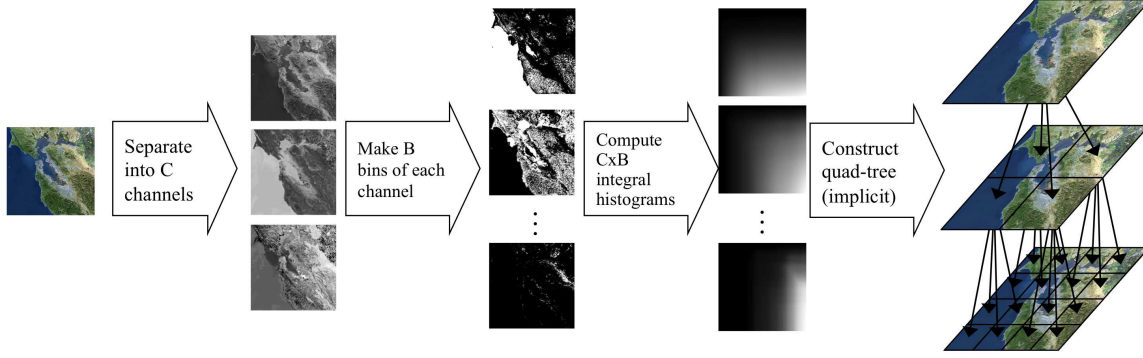 Separate
into C
channels
Make B
bins of each
channel
Compute
CxB
integral
histograms
Construct
quad-tree
(implicit)